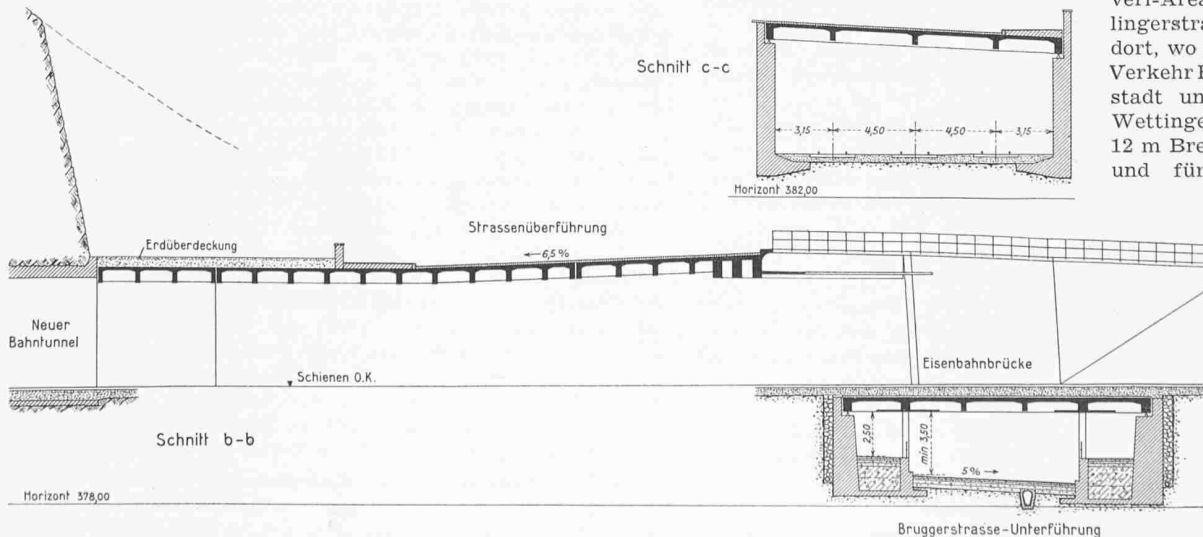 Schnitt c-c
3,15
4,50
4,50
3,15
Horizont 382,00
lingerstra
dort, wo
Verkehr
stadt un
Wettinge
12 m Bre
und für
Erdüberdeckung
Strassenüberführung
6,5 %
Neuer
Bahntunnel
Schienen O.K.
Eisenbahnbrücke
Schnitt b-b
2,50
min 3,50
5%
Horizont 378,00
Bruggerstrasse-Unterführung